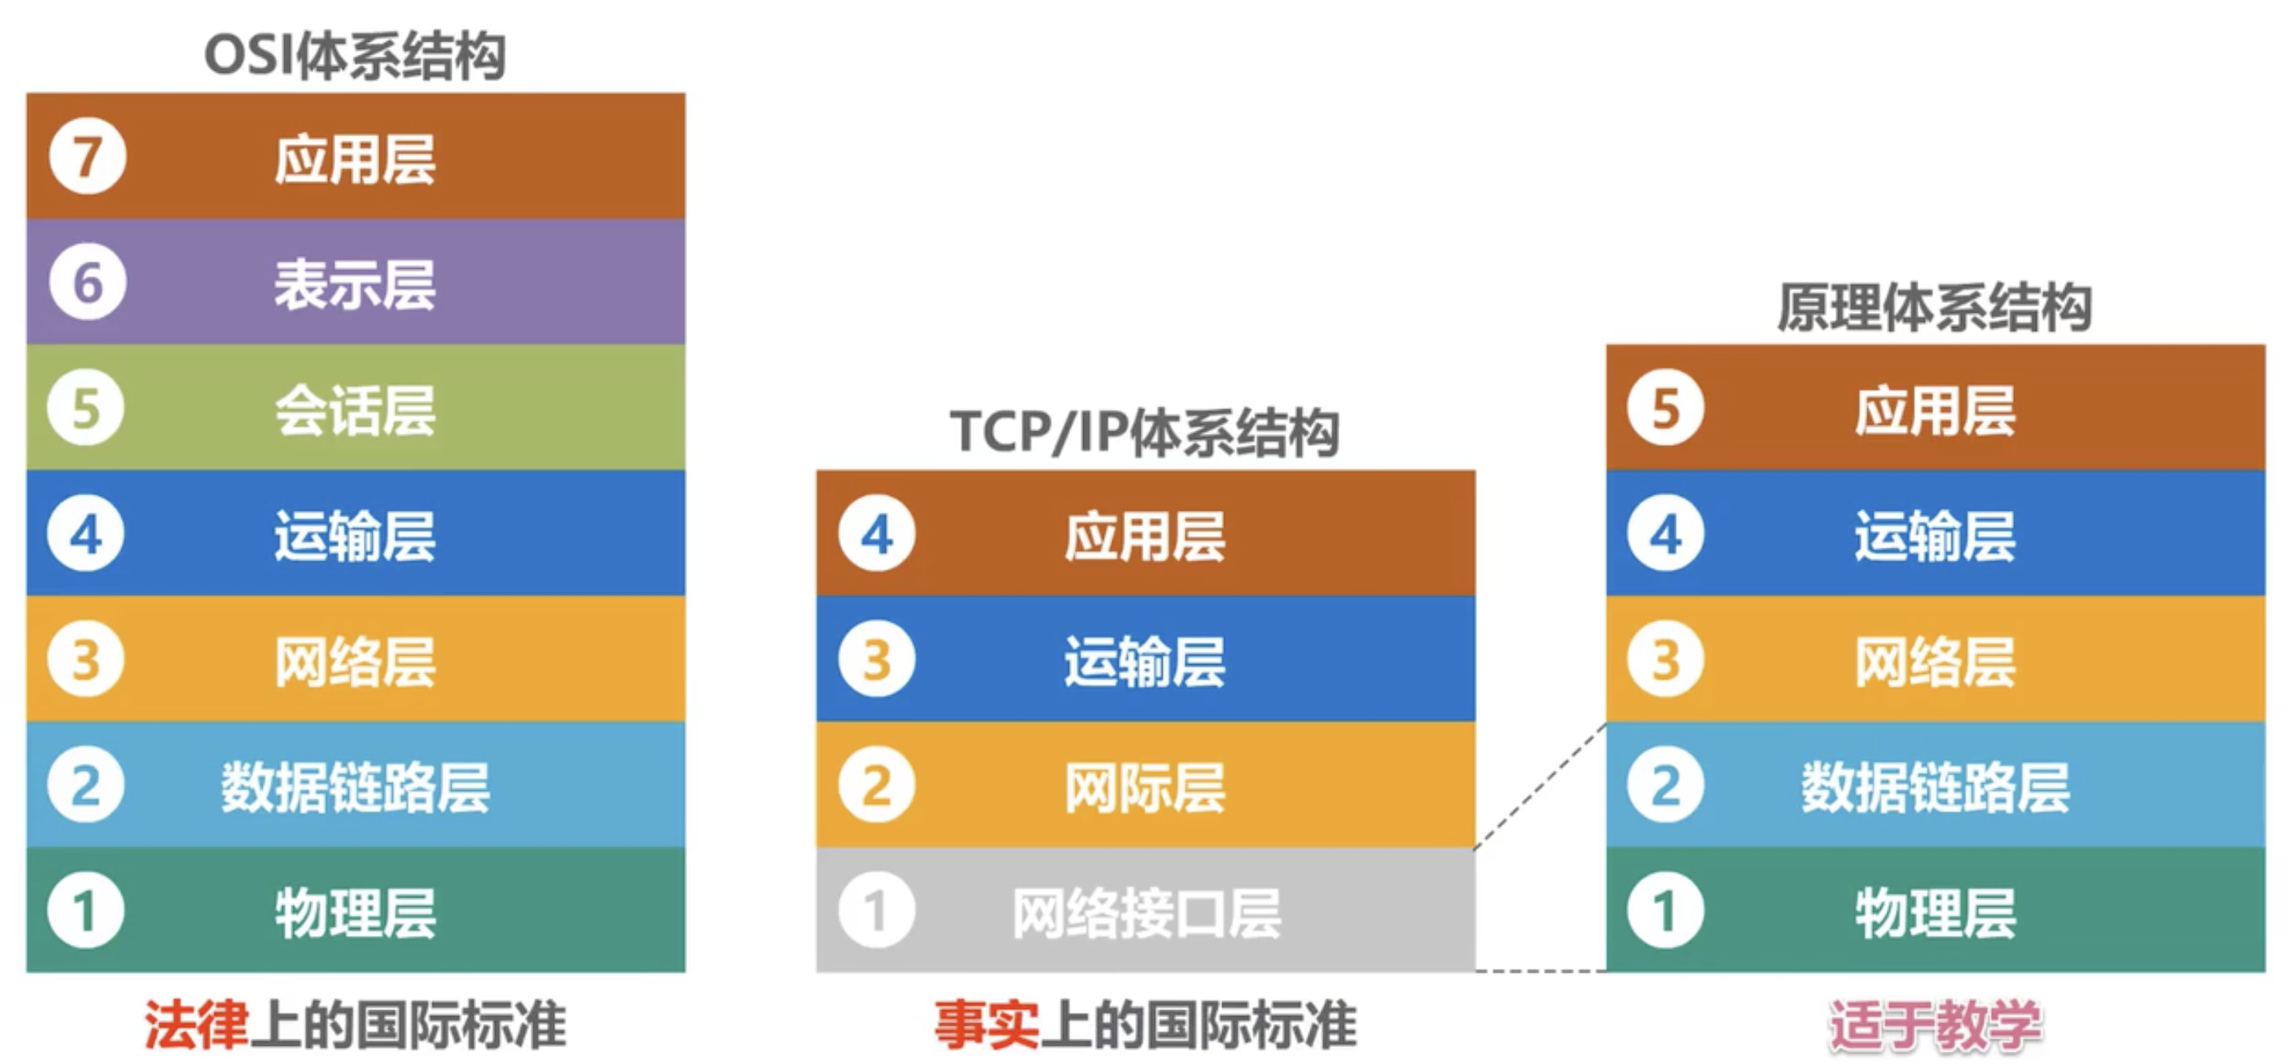 OSI体系结构
7 应用层
6 表示层
5 会话层
4 运输层
3 网络层
2 数据链路层
1 物理层
法律上的国际标准
TCP/IP体系结构
4 应用层
3 运输层
2 网际层
1 网络接口层
事实上的国际标准
原理体系结构
5 应用层
4 运输层
3 网络层
2 数据链路层
1 物理层
适于教学